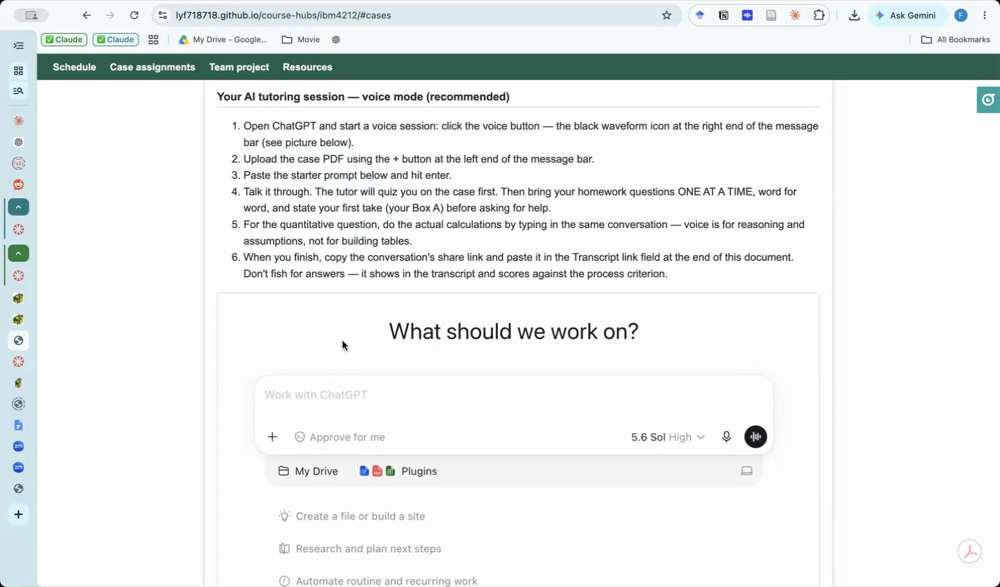 lyf718718.github.io/course-hubs/ibm4212/#cases
Ask Gemini
F
Claude
Claude
My Drive - Google...
Movie
All Bookmarks
Schedule
Case assignments
Team project
Resources
Your AI tutoring session — voice mode (recommended)
1. Open ChatGPT and start a voice session: click the voice button — the black waveform icon at the right end of the message
bar (see picture below).
2. Upload the case PDF using the + button at the left end of the message bar.
3. Paste the starter prompt below and hit enter.
4. Talk it through. The tutor will quiz you on the case first. Then bring your homework questions ONE AT A TIME, word for
word, and state your first take (your Box A) before asking for help.
5. For the quantitative question, do the actual calculations by typing in the same conversation — voice is for reasoning and
assumptions, not for building tables.
6. When you finish, copy the conversation's share link and paste it in the Transcript link field at the end of this document.
Don't fish for answers — it shows in the transcript and scores against the process criterion.
What should we work on?
Work with ChatGPT
Approve for me
5.6 Sol High
My Drive
Plugins
Create a file or build a site
Research and plan next steps
Automate routine and recurring work
zm
zm